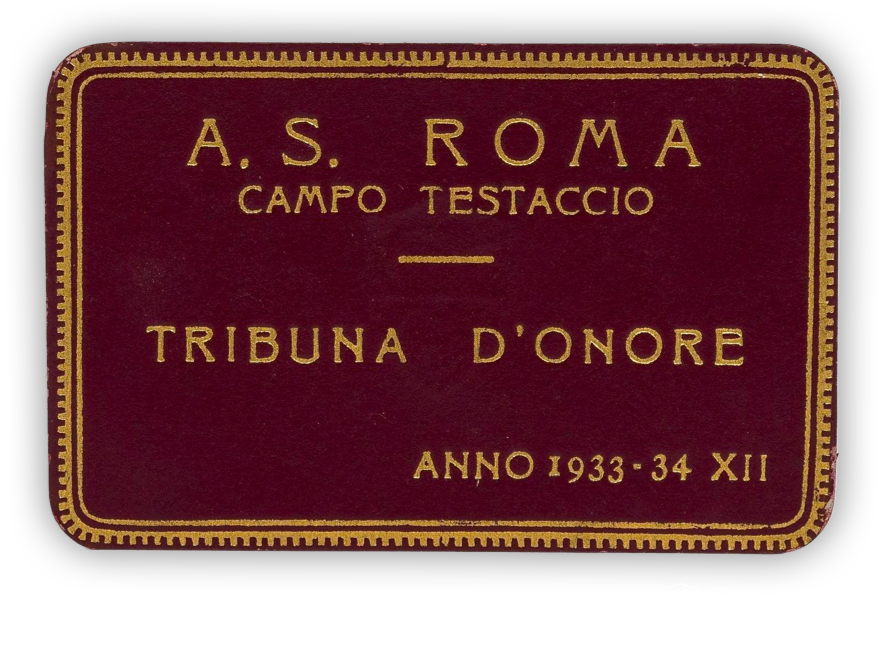 A. S. ROMA
CAMPO TESTACCIO
TRIBUNA D'ONORE
ANNO 1933-34 XII